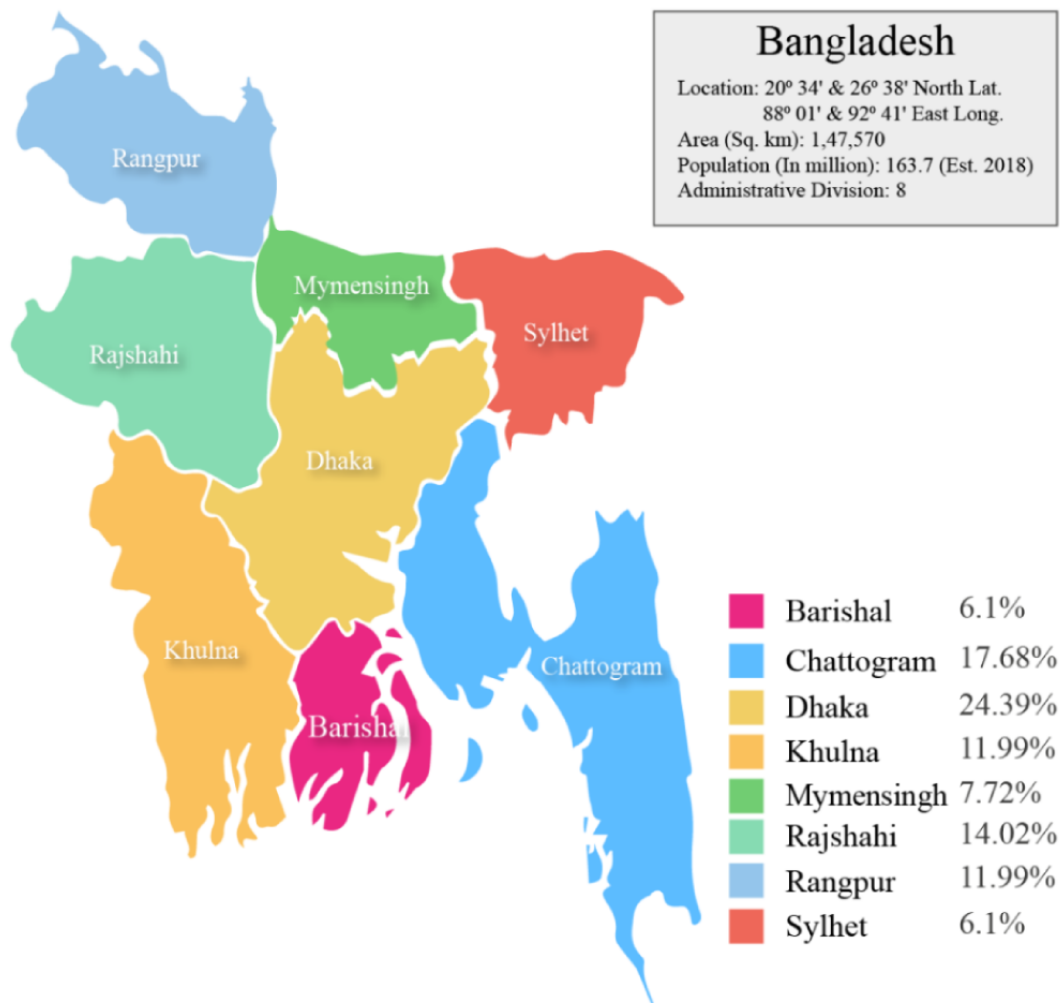 Bangladesh
Location: 20º 34' & 26º 38' North Lat.
88º 01' & 92º 41' East Long.
Area (Sq. km): 1,47,570
Population (In million): 163.7 (Est. 2018)
Administrative Division: 8
Rangpur
Mymensingh
Sylhet
Rajshahi
Dhaka
Khulna
Chattogram
Barishal
Barishal 6.1%
Chattogram 17.68%
Dhaka 24.39%
Khulna 11.99%
Mymensingh 7.72%
Rajshahi 14.02%
Rangpur 11.99%
Sylhet 6.1%